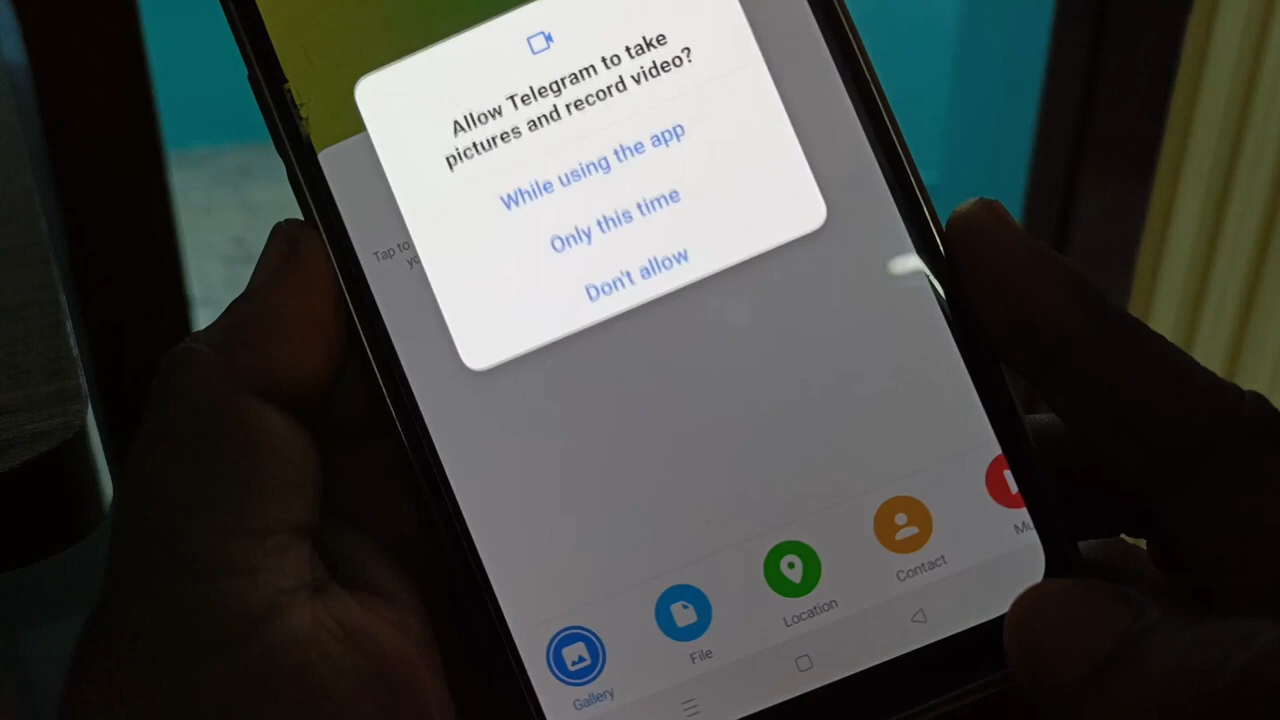 Allow Telegram to take
pictures and record video?
While using the app
Only this time
Don't allow
Tap to
Gallery
File
Location
Contact